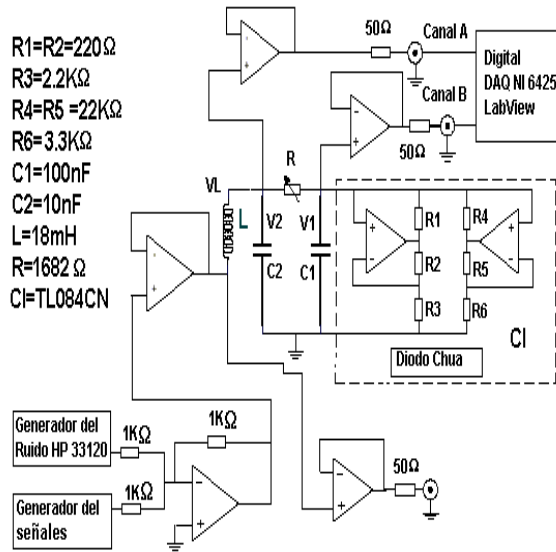 R1=R2=220Ω
R3=2.2KΩ
R4=R5 =22KΩ
R6=3.3KΩ
C1=100nF
C2=10nF
L=18mH
R=1682 Ω
CI=TL084CN
50Ω
Canal A
Digital
DAQ NI 6425
LabView
Canal B
50Ω
R
VL
L
V2
V1
C2
C1
R1
R4
R2
R5
R3
R6
CI
Diodo Chua
Generador del
Ruido HP 33120
1KΩ
1KΩ
1KΩ
Generador del
señales
50Ω